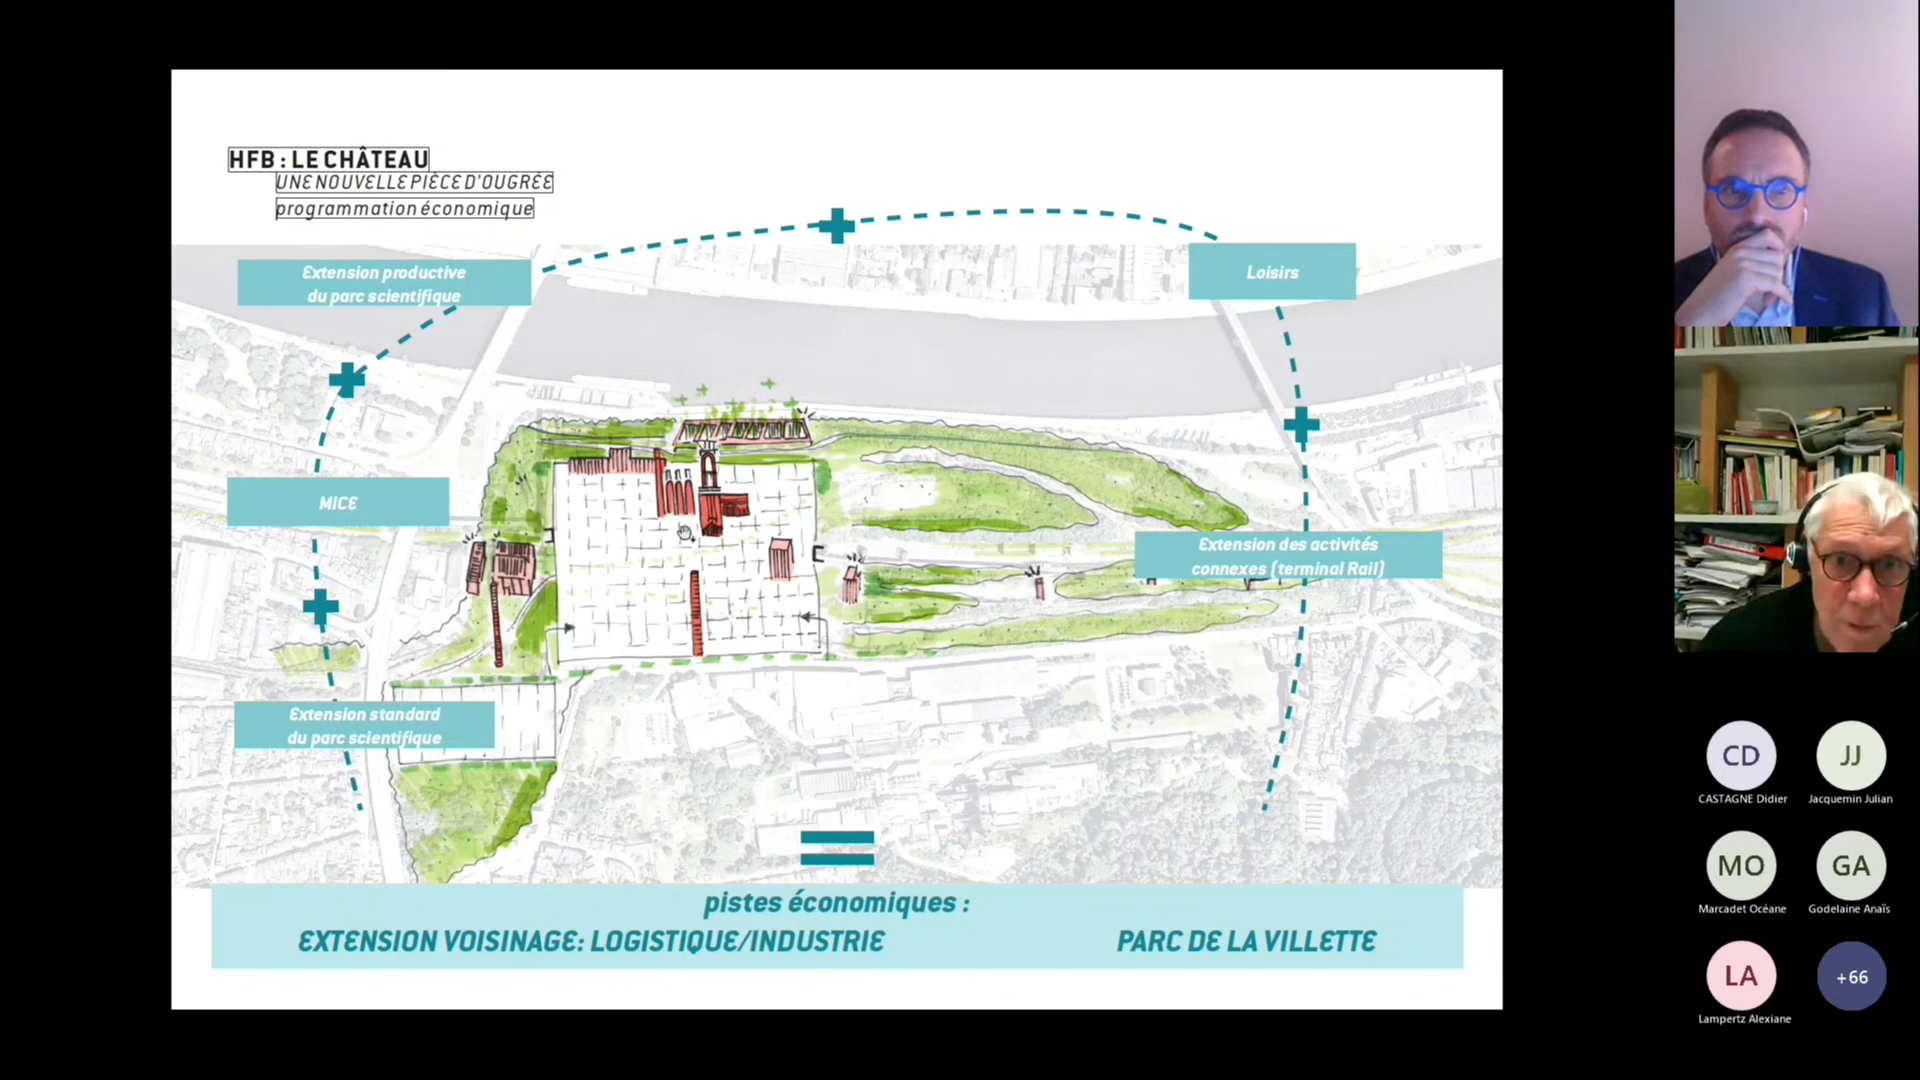 HFB : LE CHÂTEAU
UNE NOUVELLE PIÈCE D'OUGRÉE
programmation économique
Extension productive
du parc scientifique
Loisirs
MICE
Extension des activités
connexes (terminal Rail)
Extension standard
du parc scientifique
pistes économiques :
EXTENSION VOISINAGE: LOGISTIQUE/INDUSTRIE
PARC DE LA VILLETTE
CD
JJ
CASTAGNE Didier
Jacquemin Julian
MO
GA
Marcadet Océane
Godelaine Anaïs
LA
+66
Lampertz Alexiane